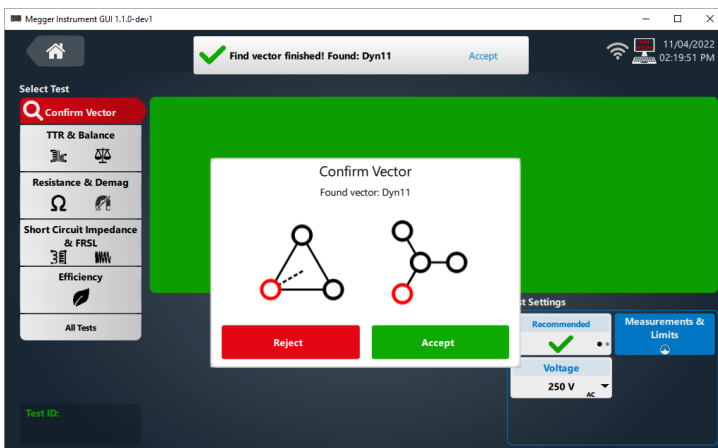 Megger Instrument GUI 1.1.0-dev1
Find vector finished! Found: Dyn11
Accept
11/04/2022
02:19:51 PM
Select Test
Confirm Vector
TTR & Balance
Resistance & Demag
Ω
Short Circuit Impedance
& FRSL
Efficiency
All Tests
Test ID:
Confirm Vector
Found vector: Dyn11
Reject
Accept
st Settings
Recommended
Measurements &
Limits
Voltage
250 V
AC